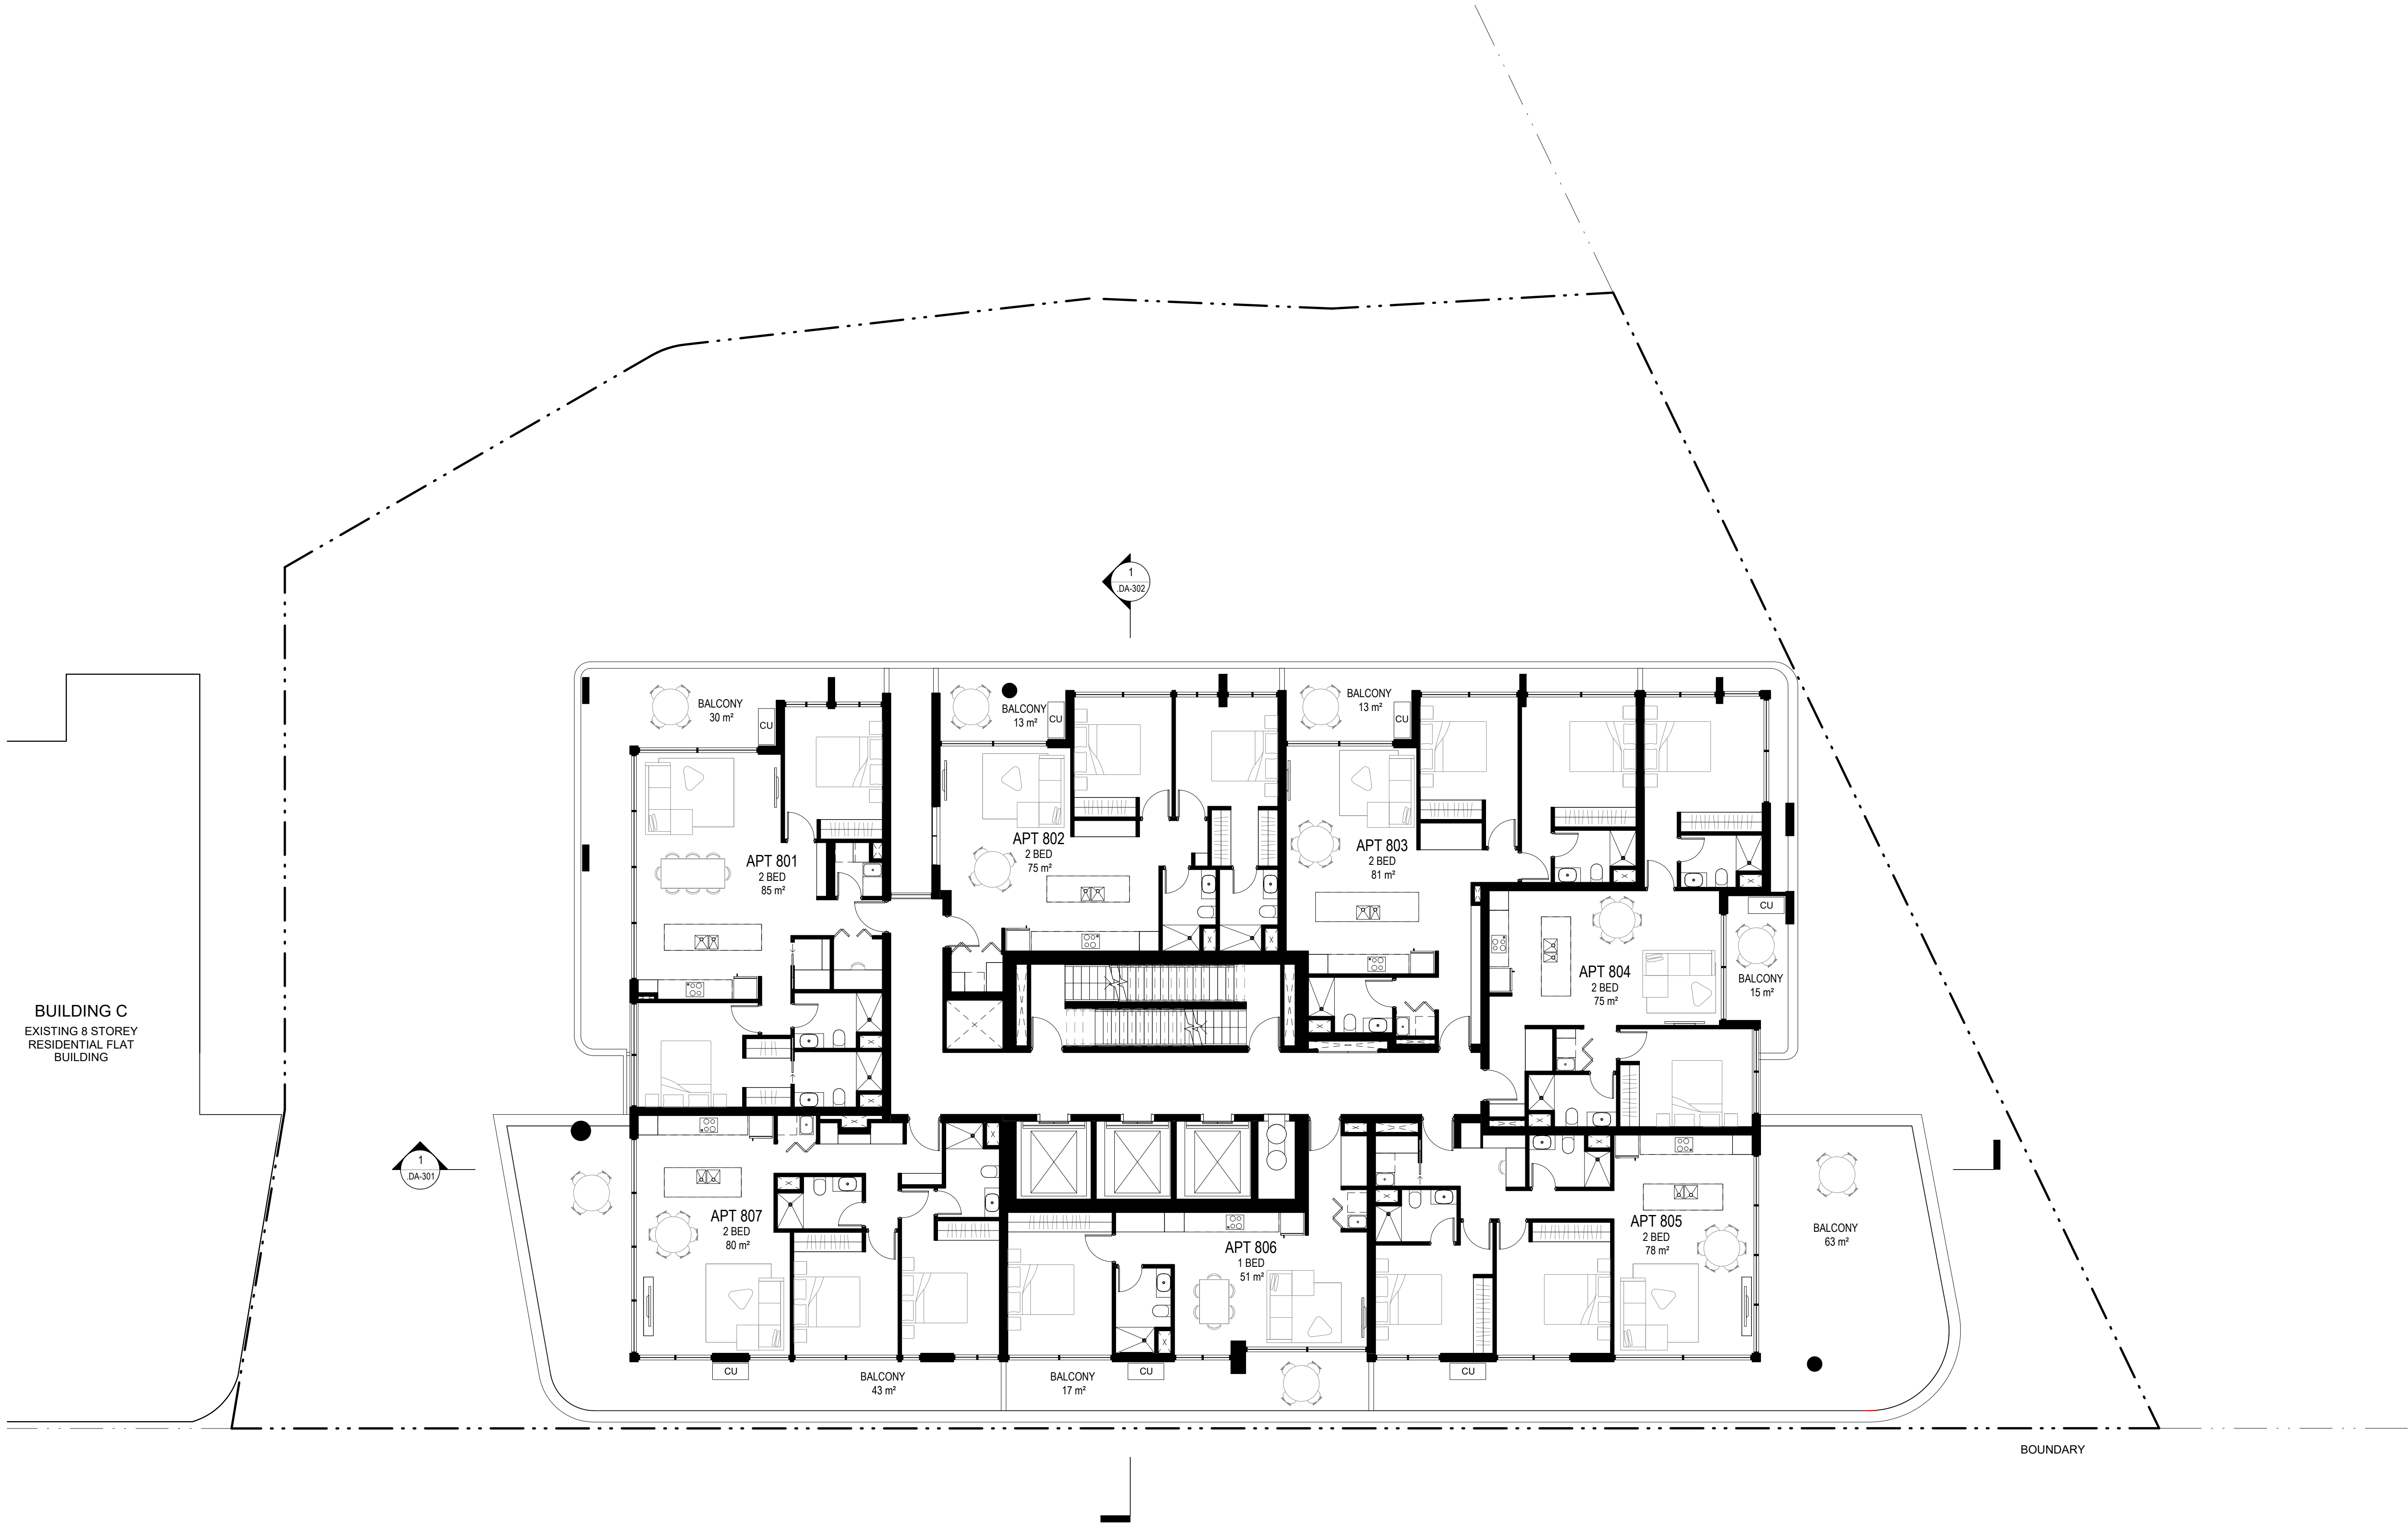 1
.DA-302
BALCONY
30 m²
CU
BALCONY
13 m²
CU
BALCONY
13 m²
CU
APT 801
2 BED
85 m²
APT 802
2 BED
75 m²
APT 803
2 BED
81 m²
CU
APT 804
2 BED
75 m²
BALCONY
15 m²
BUILDING C
EXISTING 8 STOREY
RESIDENTIAL FLAT
BUILDING
1
.DA-301
APT 807
2 BED
80 m²
APT 806
1 BED
51 m²
APT 805
2 BED
78 m²
BALCONY
63 m²
CU
BALCONY
43 m²
BALCONY
17 m²
CU
CU
BOUNDARY